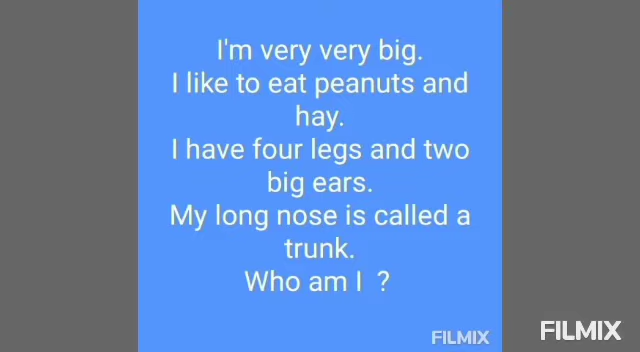 I'm very very big.
I like to eat peanuts and
hay.
I have four legs and two
big ears.
My long nose is called a
trunk.
Who am I  ?
FILMIX
FILMIX